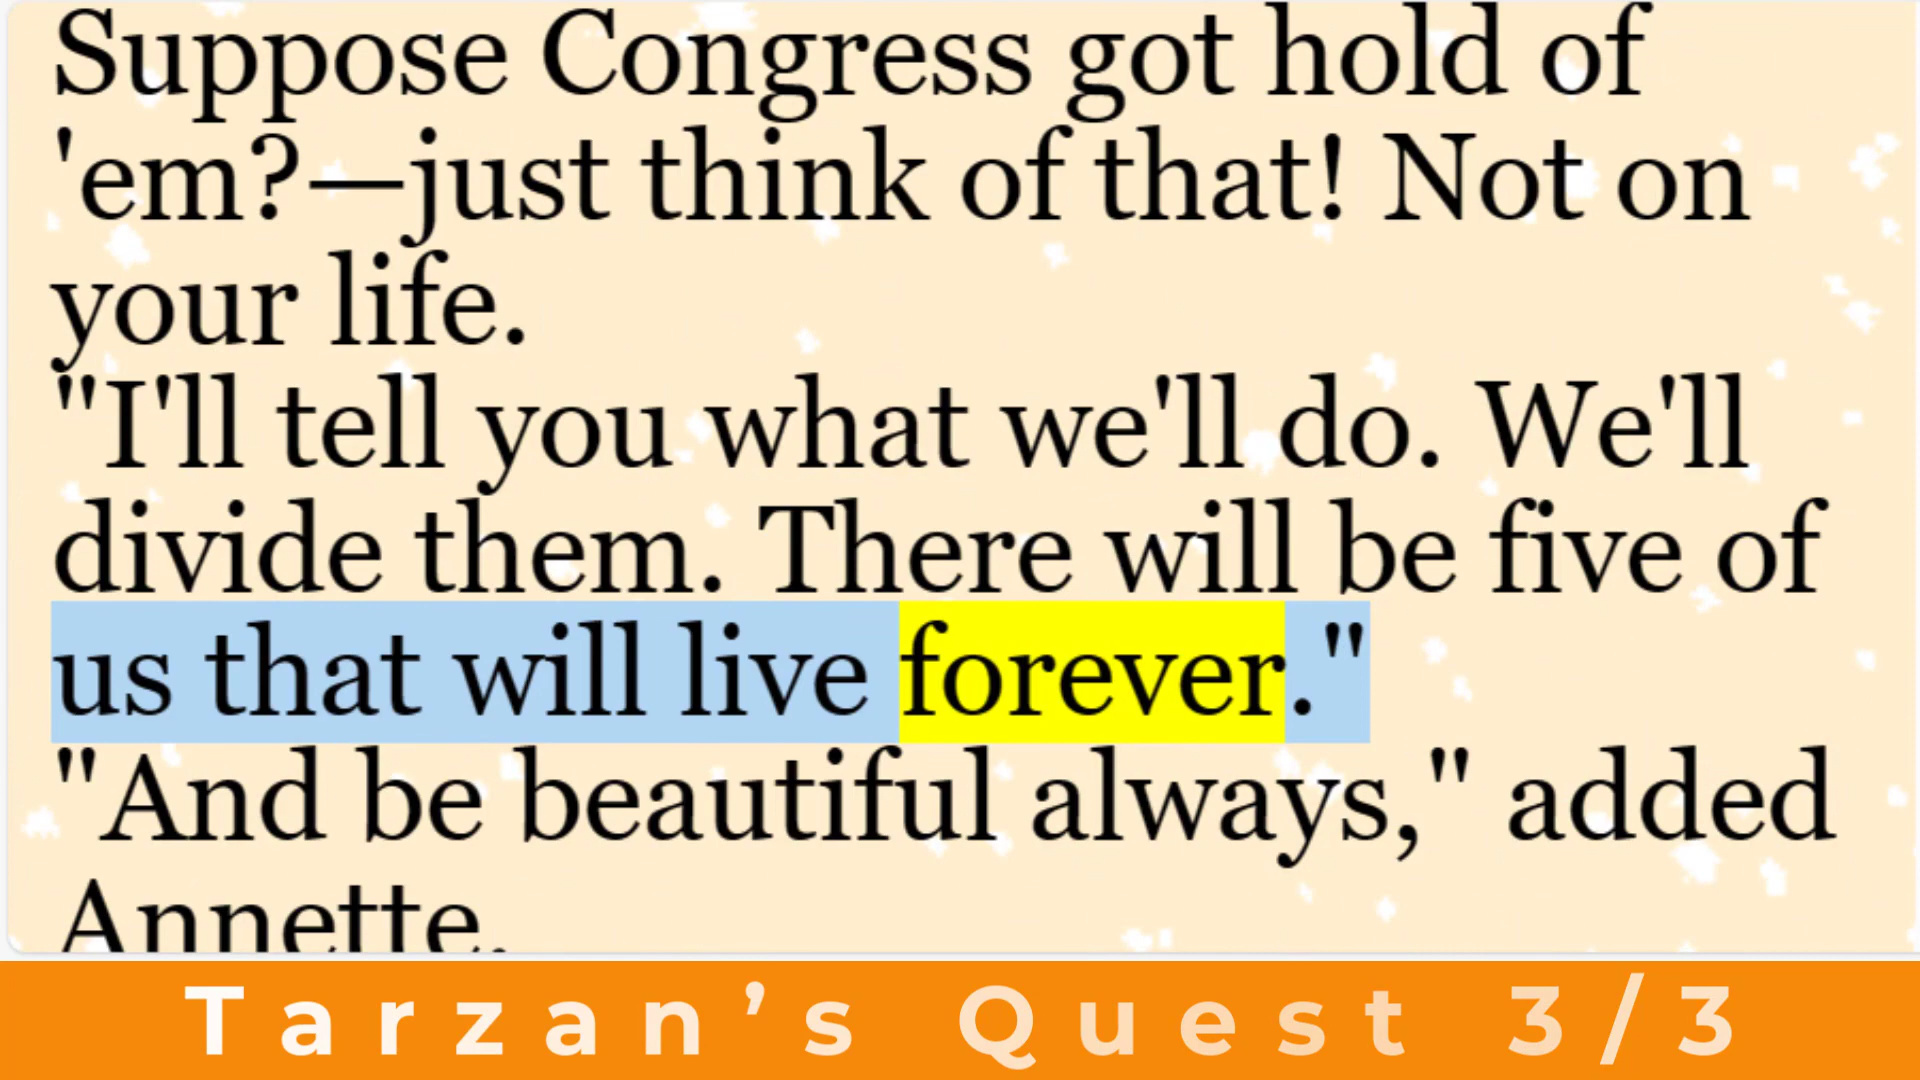 Suppose Congress got hold of
'em?—just think of that! Not on
your life.
"I'll tell you what we'll do. We'll
divide them. There will be five of
us that will live forever."
"And be beautiful always," added
Annette.
Tarzan’s Quest 3/3